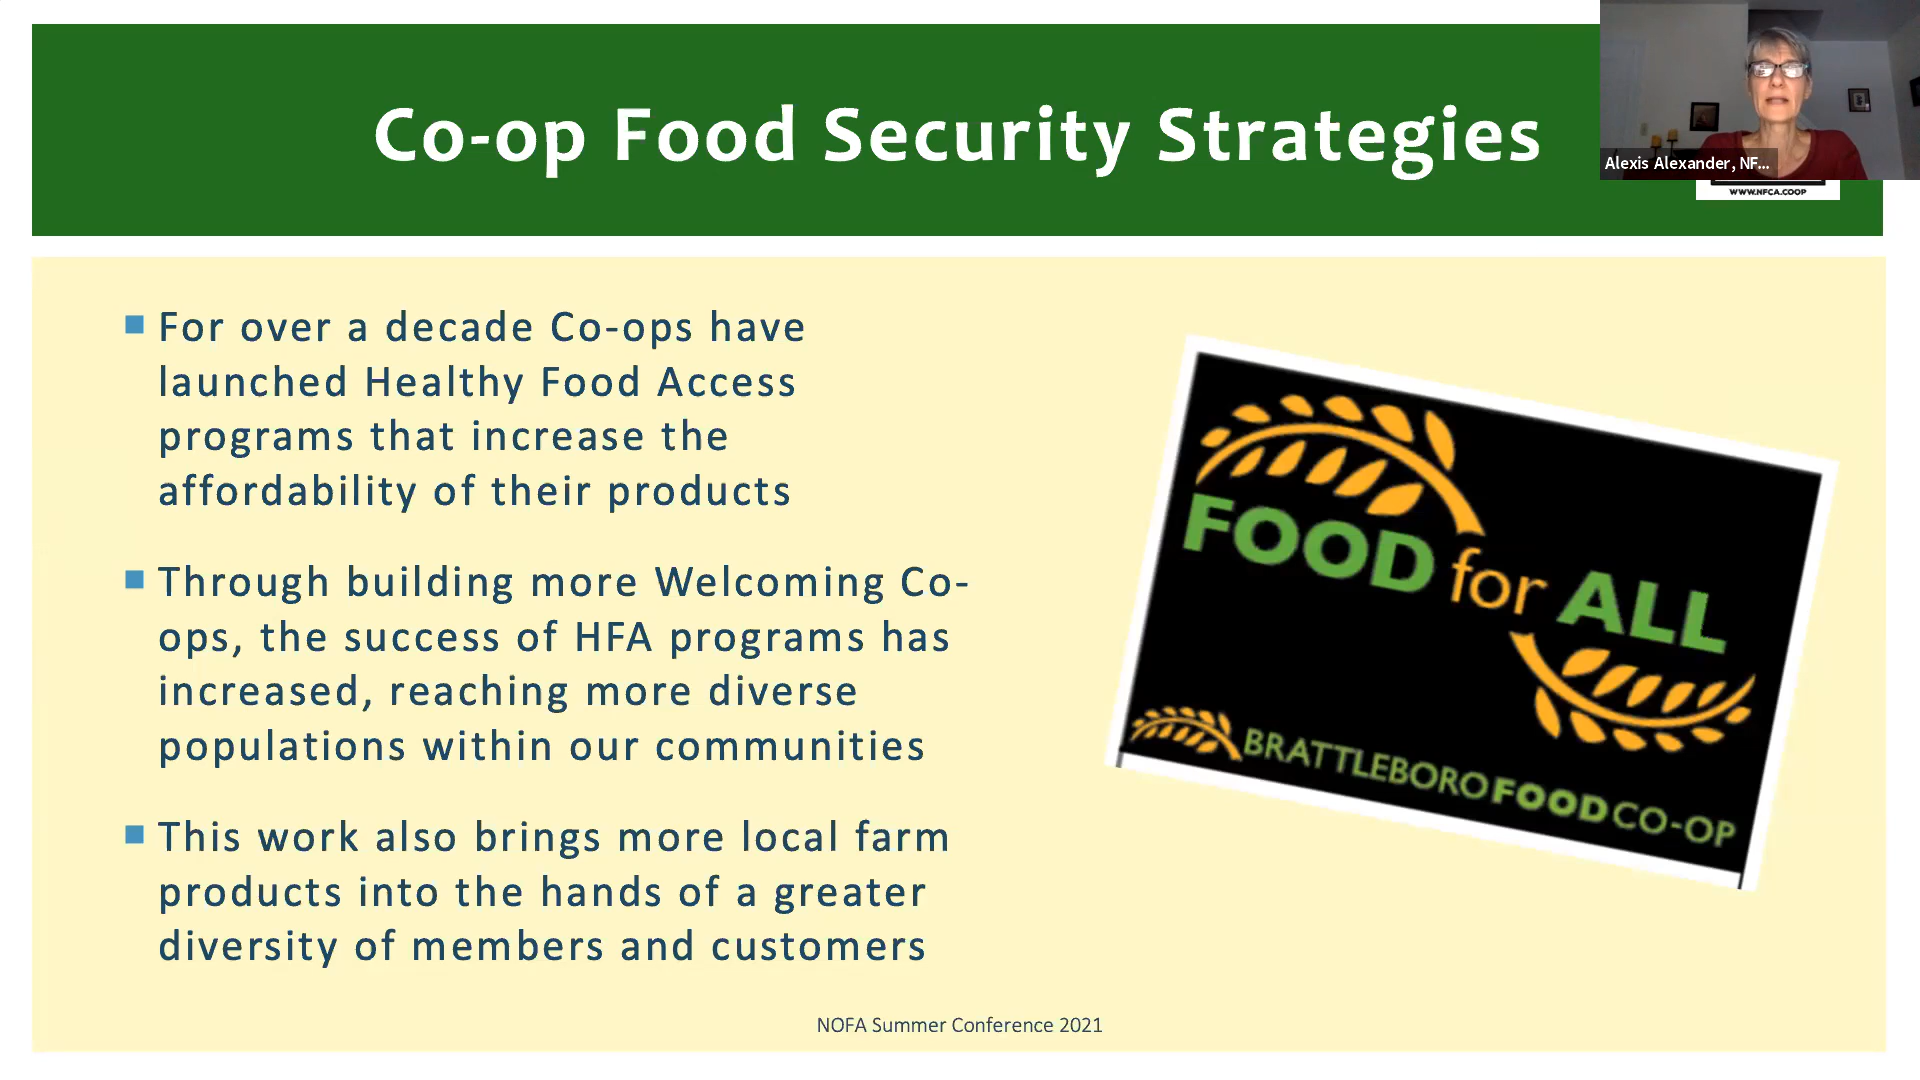 Co-op Food Security Strategies
Alexis Alexander, NF...
WWW.NFCA.COOP
For over a decade Co-ops have
launched Healthy Food Access
programs that increase the
affordability of their products
Through building more Welcoming Co-
ops, the success of HFA programs has
increased, reaching more diverse
populations within our communities
This work also brings more local farm
products into the hands of a greater
diversity of members and customers
FOOD for ALL
BRATTLEBORO FOOD CO-OP
NOFA Summer Conference 2021